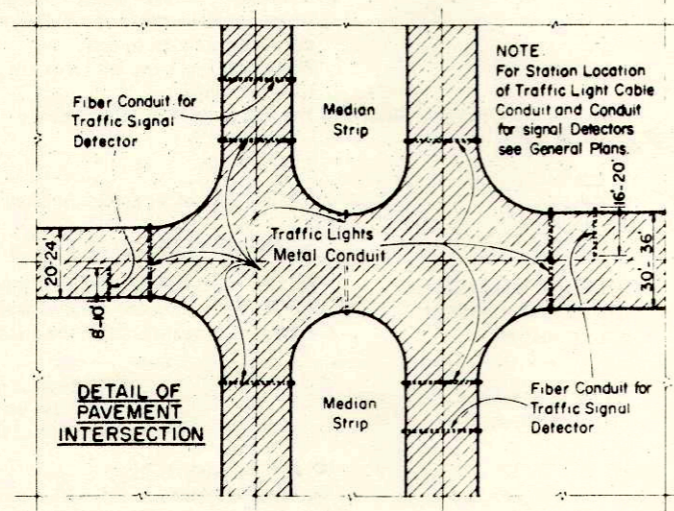 Fiber Conduit for
Traffic Signal
Detector
Median
Strip
NOTE.
For Station Location
of Traffic Light Cable
Conduit and Conduit
for signal Detectors
see General Plans.
16'-20'
20'-24'
8'-10'
Traffic Lights
Metal Conduit
30'-36'
DETAIL OF
PAVEMENT
INTERSECTION
Median
Strip
Fiber Conduit for
Traffic Signal
Detector